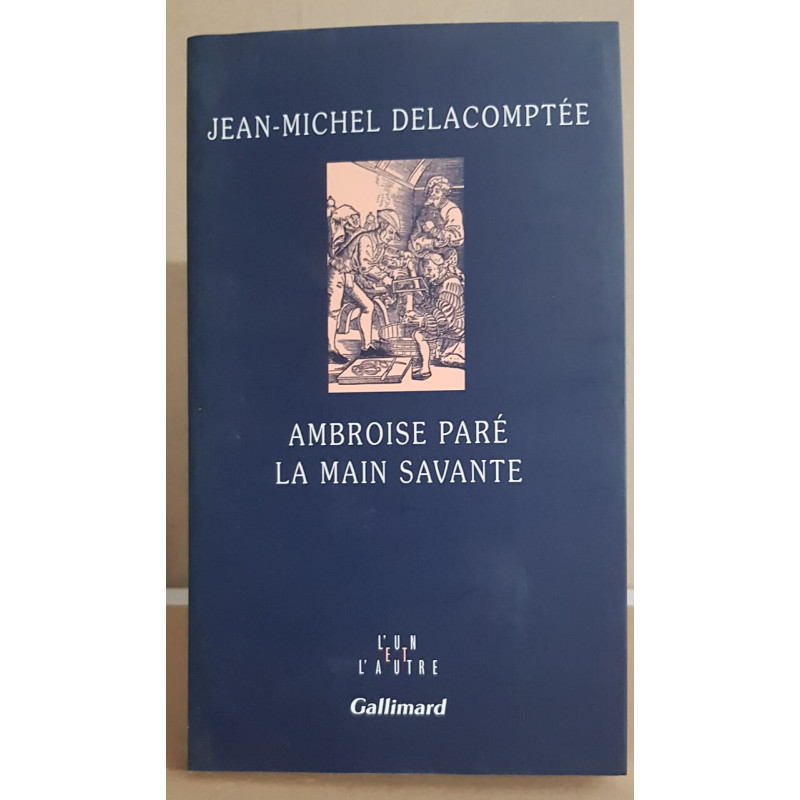 JEAN-MICHEL DELACOMPTÉE
AMBROISE PARÉ
LA MAIN SAVANTE
L'UN
ET
L'AUTRE
Gallimard